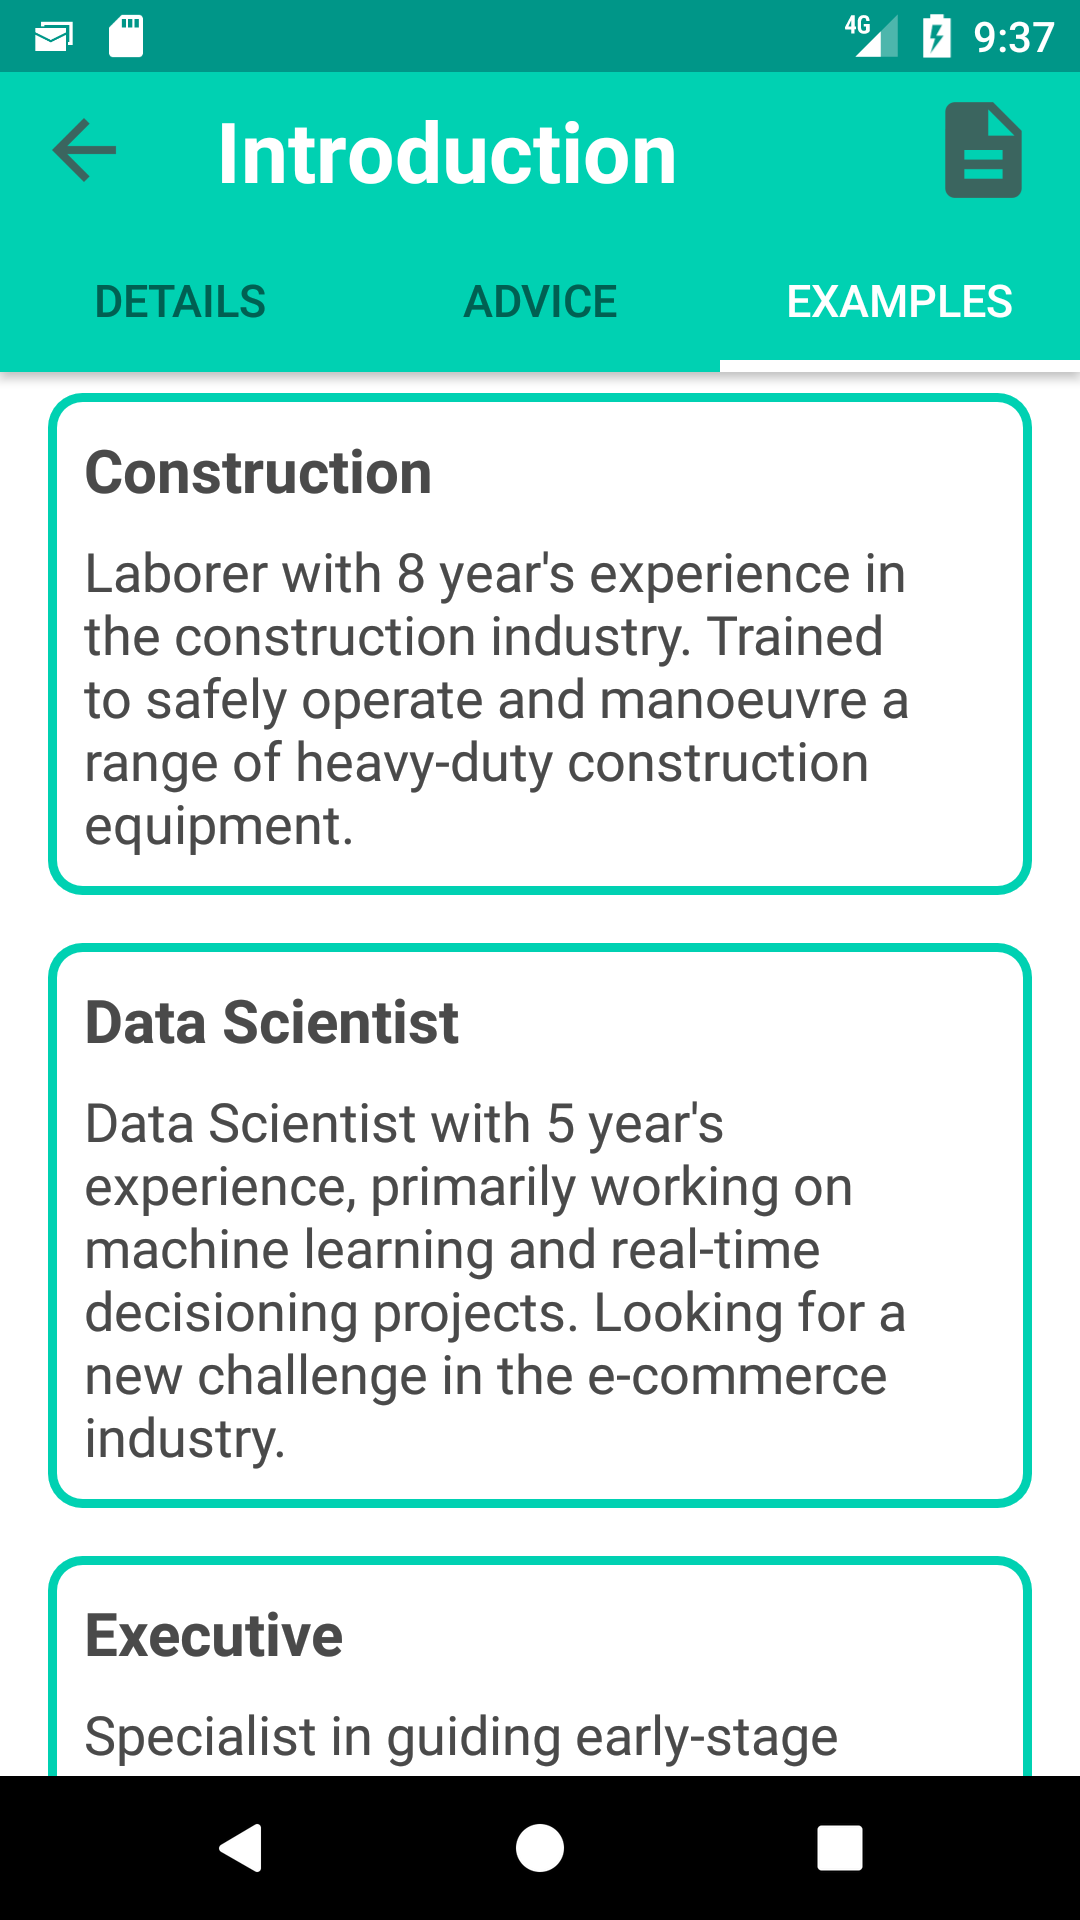 4G 9:37
Introduction
DETAILS ADVICE EXAMPLES
Construction
Laborer with 8 year's experience in
the construction industry. Trained
to safely operate and manoeuvre a
range of heavy-duty construction
equipment.
Data Scientist
Data Scientist with 5 year's
experience, primarily working on
machine learning and real-time
decisioning projects. Looking for a
new challenge in the e-commerce
industry.
Executive
Specialist in guiding early-stage